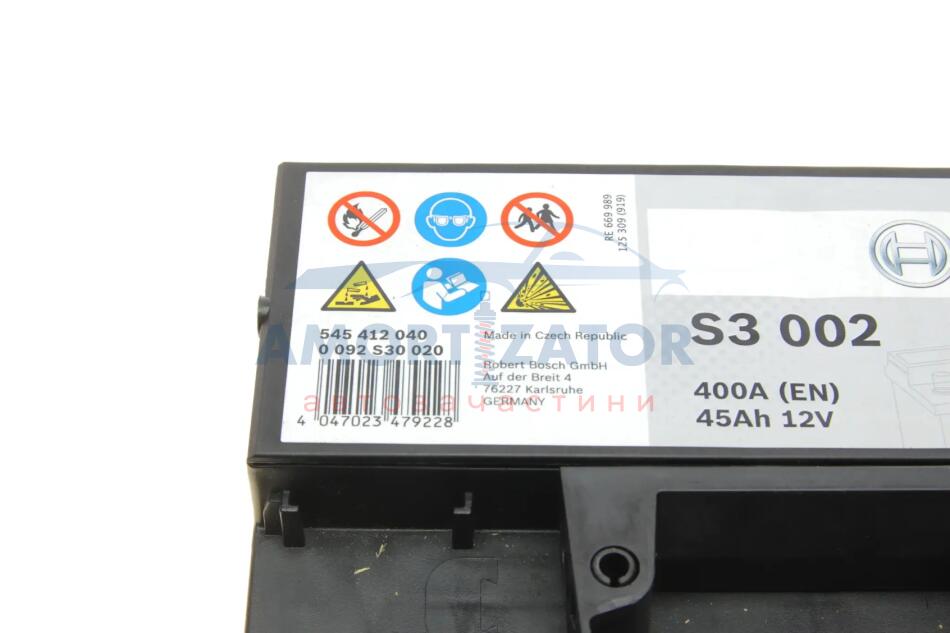 RE 669 989
125 309 (919)
545 412 040
0 092 S30 020
4 047023 479228
Made in Czech Republic
Robert Bosch GmbH
Auf der Breit 4
76227 Karlsruhe
GERMANY
S3 002
400A (EN)
45Ah 12V
AMORTIZATOR
автозапчастини